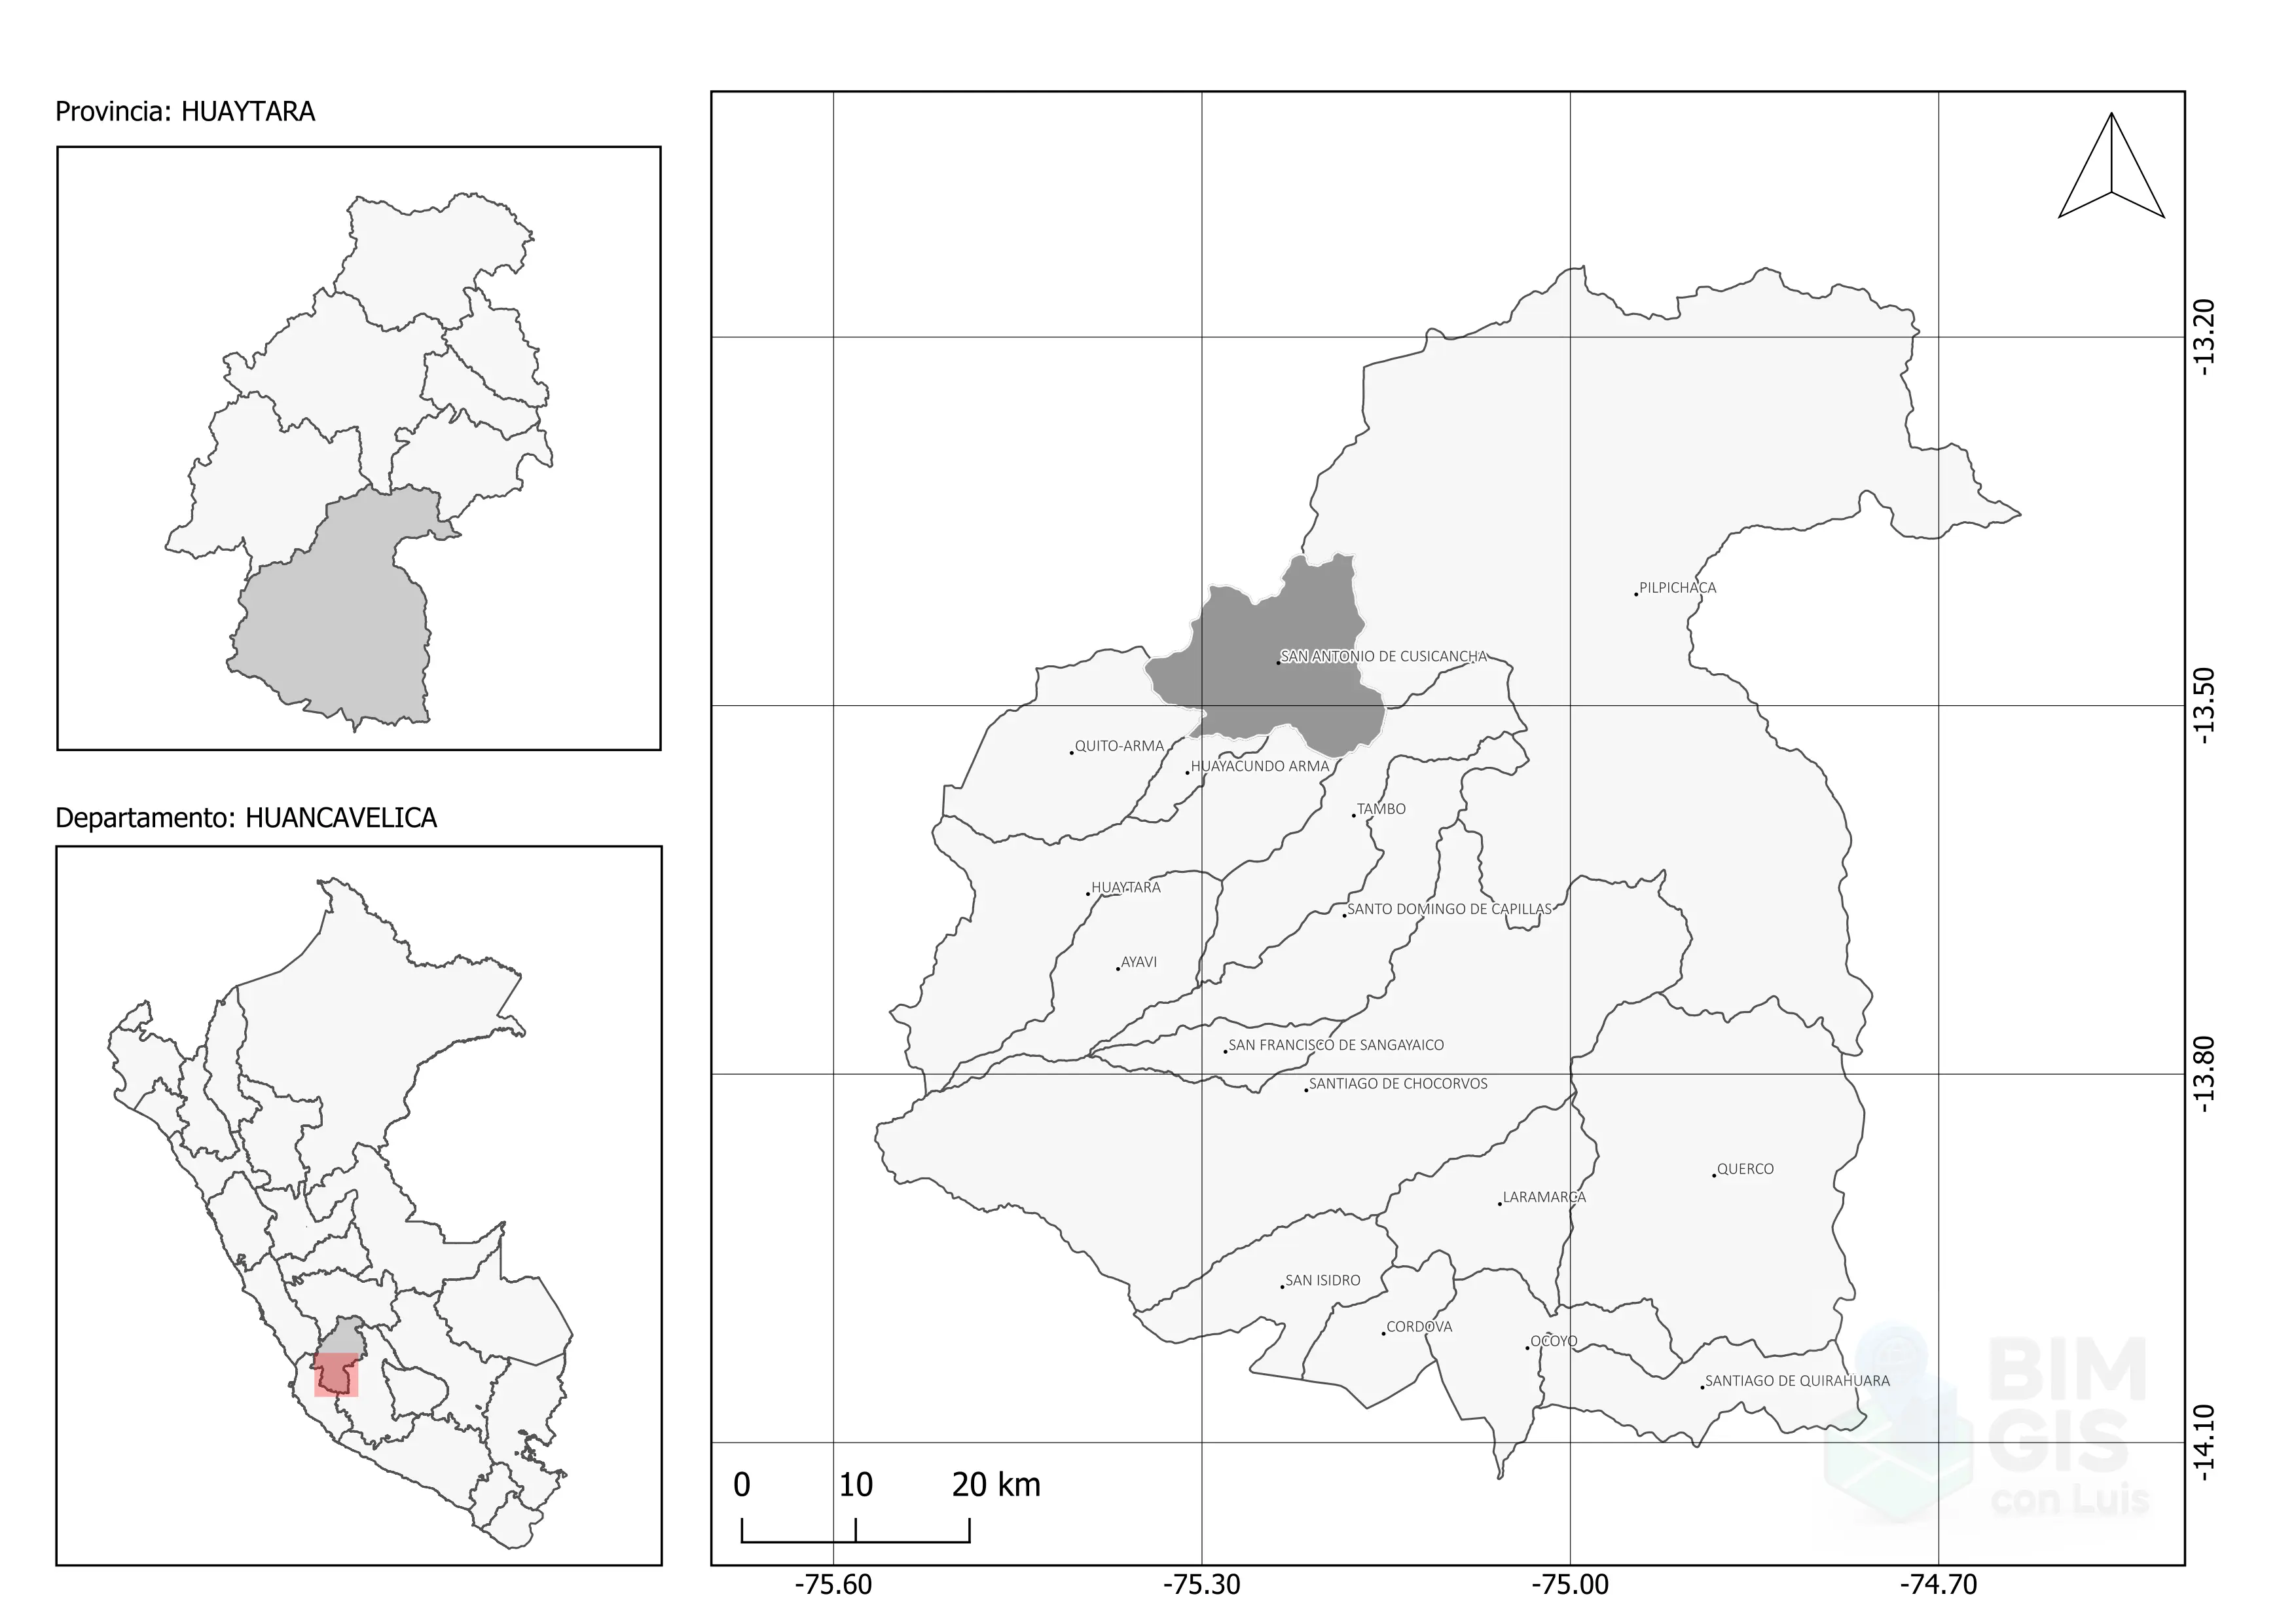 Provincia: HUAYTARA
Departamento: HUANCAVELICA
-13.20
PILPICHACA
SAN ANTONIO DE CUSICANCHA
-13.50
QUITO-ARMA
HUAYACUNDO ARMA
TAMBO
HUAYTARA
SANTO DOMINGO DE CAPILLAS
AYAVI
SAN FRANCISCO DE SANGAYAICO
-13.80
SANTIAGO DE CHOCORVOS
QUERCO
LARAMARCA
SAN ISIDRO
CORDOVA
OCOYO
SANTIAGO DE QUIRAHUARA
BIM
GIS
con Luis
-14.10
0 10 20 km
-75.60 -75.30 -75.00 -74.70